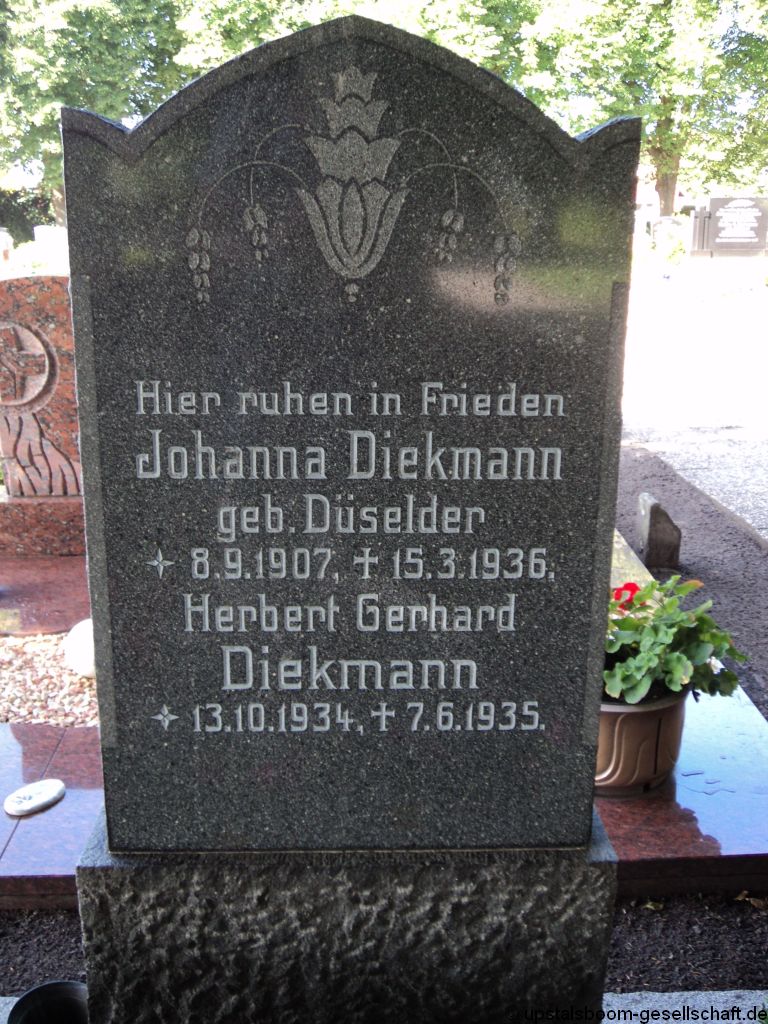 Hier ruhen in Frieden
Johanna Diekmann
geb. Düselder
✧ 8.9.1907, ✝ 15.3.1936.
Herbert Gerhard
Diekmann
✧ 13.10.1934, ✝ 7.6.1935.
© upstalsboom-gesellschaft.de